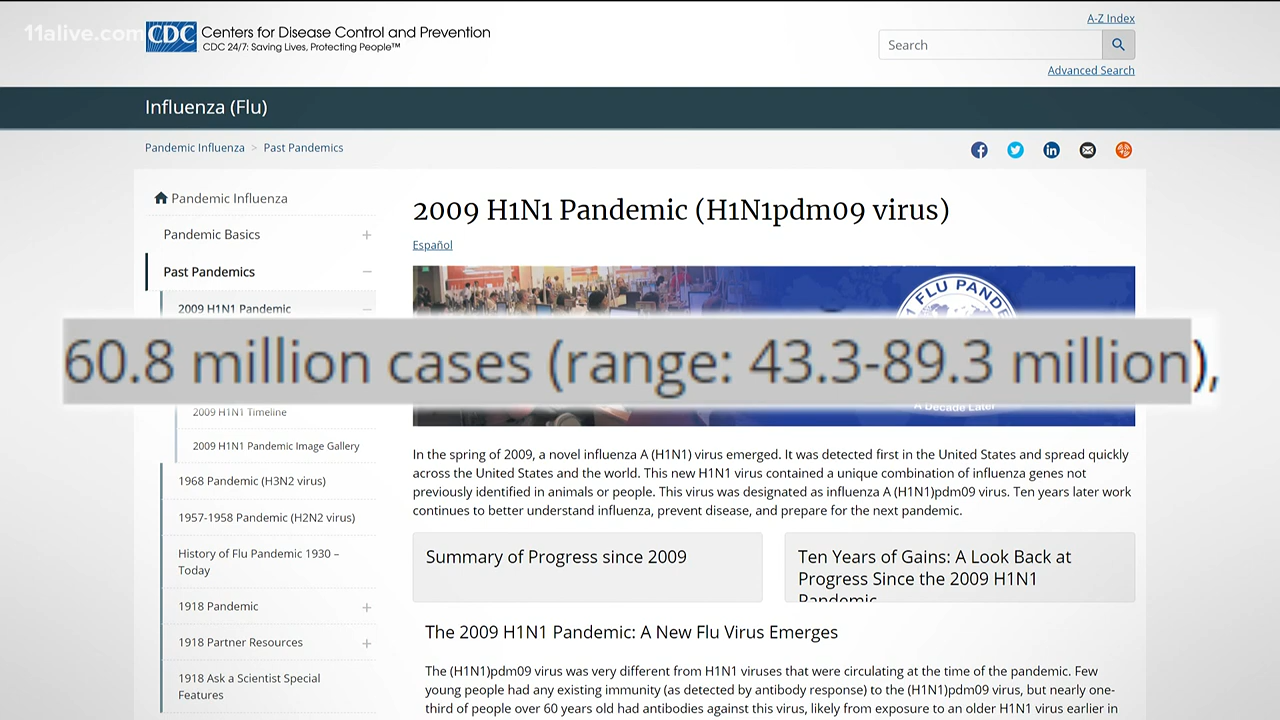 11alive.com
CDC
Centers for Disease Control and Prevention
CDC 24/7: Saving Lives, Protecting People™
A-Z Index
Search
Advanced Search
Influenza (Flu)
Pandemic Influenza > Past Pandemics
Pandemic Influenza
Pandemic Basics +
Past Pandemics −
2009 H1N1 Pandemic −
2009 H1N1 Timeline
2009 H1N1 Pandemic Image Gallery
1968 Pandemic (H3N2 virus)
1957-1958 Pandemic (H2N2 virus)
History of Flu Pandemic 1930 –
Today
1918 Pandemic +
1918 Partner Resources +
1918 Ask a Scientist Special
Features
2009 H1N1 Pandemic (H1N1pdm09 virus)
Español
FLU PANDE
60.8 million cases (range: 43.3-89.3 million),
A Decade Later
In the spring of 2009, a novel influenza A (H1N1) virus emerged. It was detected first in the United States and spread quickly
across the United States and the world. This new H1N1 virus contained a unique combination of influenza genes not
previously identified in animals or people. This virus was designated as influenza A (H1N1)pdm09 virus. Ten years later work
continues to better understand influenza, prevent disease, and prepare for the next pandemic.
Summary of Progress since 2009
Ten Years of Gains: A Look Back at
Progress Since the 2009 H1N1
Pandemic
The 2009 H1N1 Pandemic: A New Flu Virus Emerges
The (H1N1)pdm09 virus was very different from H1N1 viruses that were circulating at the time of the pandemic. Few
young people had any existing immunity (as detected by antibody response) to the (H1N1)pdm09 virus, but nearly one-
third of people over 60 years old had antibodies against this virus, likely from exposure to an older H1N1 virus earlier in